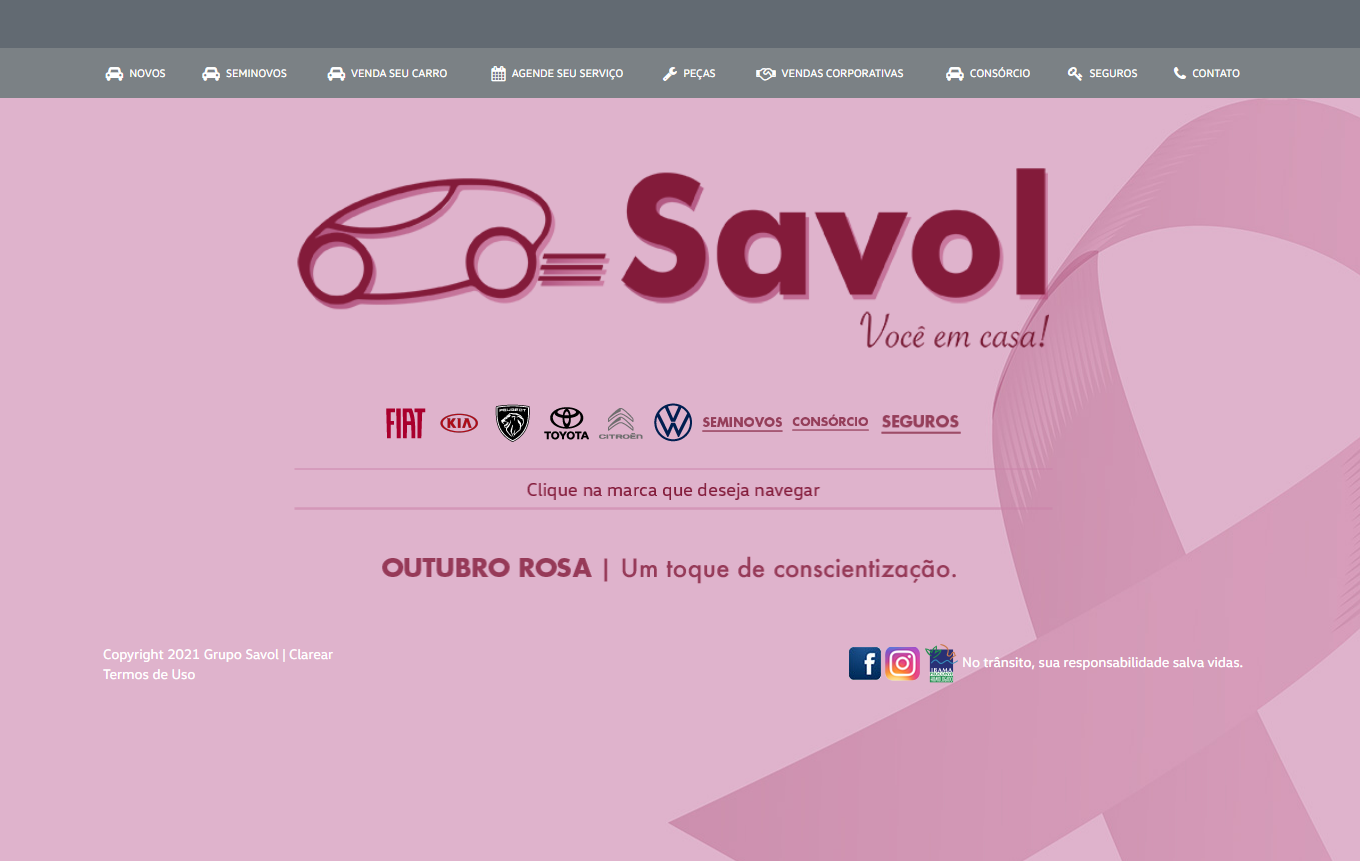 NOVOS SEMINOVOS VENDA SEU CARRO AGENDE SEU SERVIÇO PEÇAS VENDAS CORPORATIVAS CONSÓRCIO SEGUROS CONTATO
Savol
Você em casa!
FIAT KIA PEUGEOT TOYOTA CITROËN SEMINOVOS CONSÓRCIO SEGUROS
Clique na marca que deseja navegar
OUTUBRO ROSA | Um toque de conscientização.
Copyright 2021 Grupo Savol | Clarear
Termos de Uso
IBAMA
No trânsito, sua responsabilidade salva vidas.